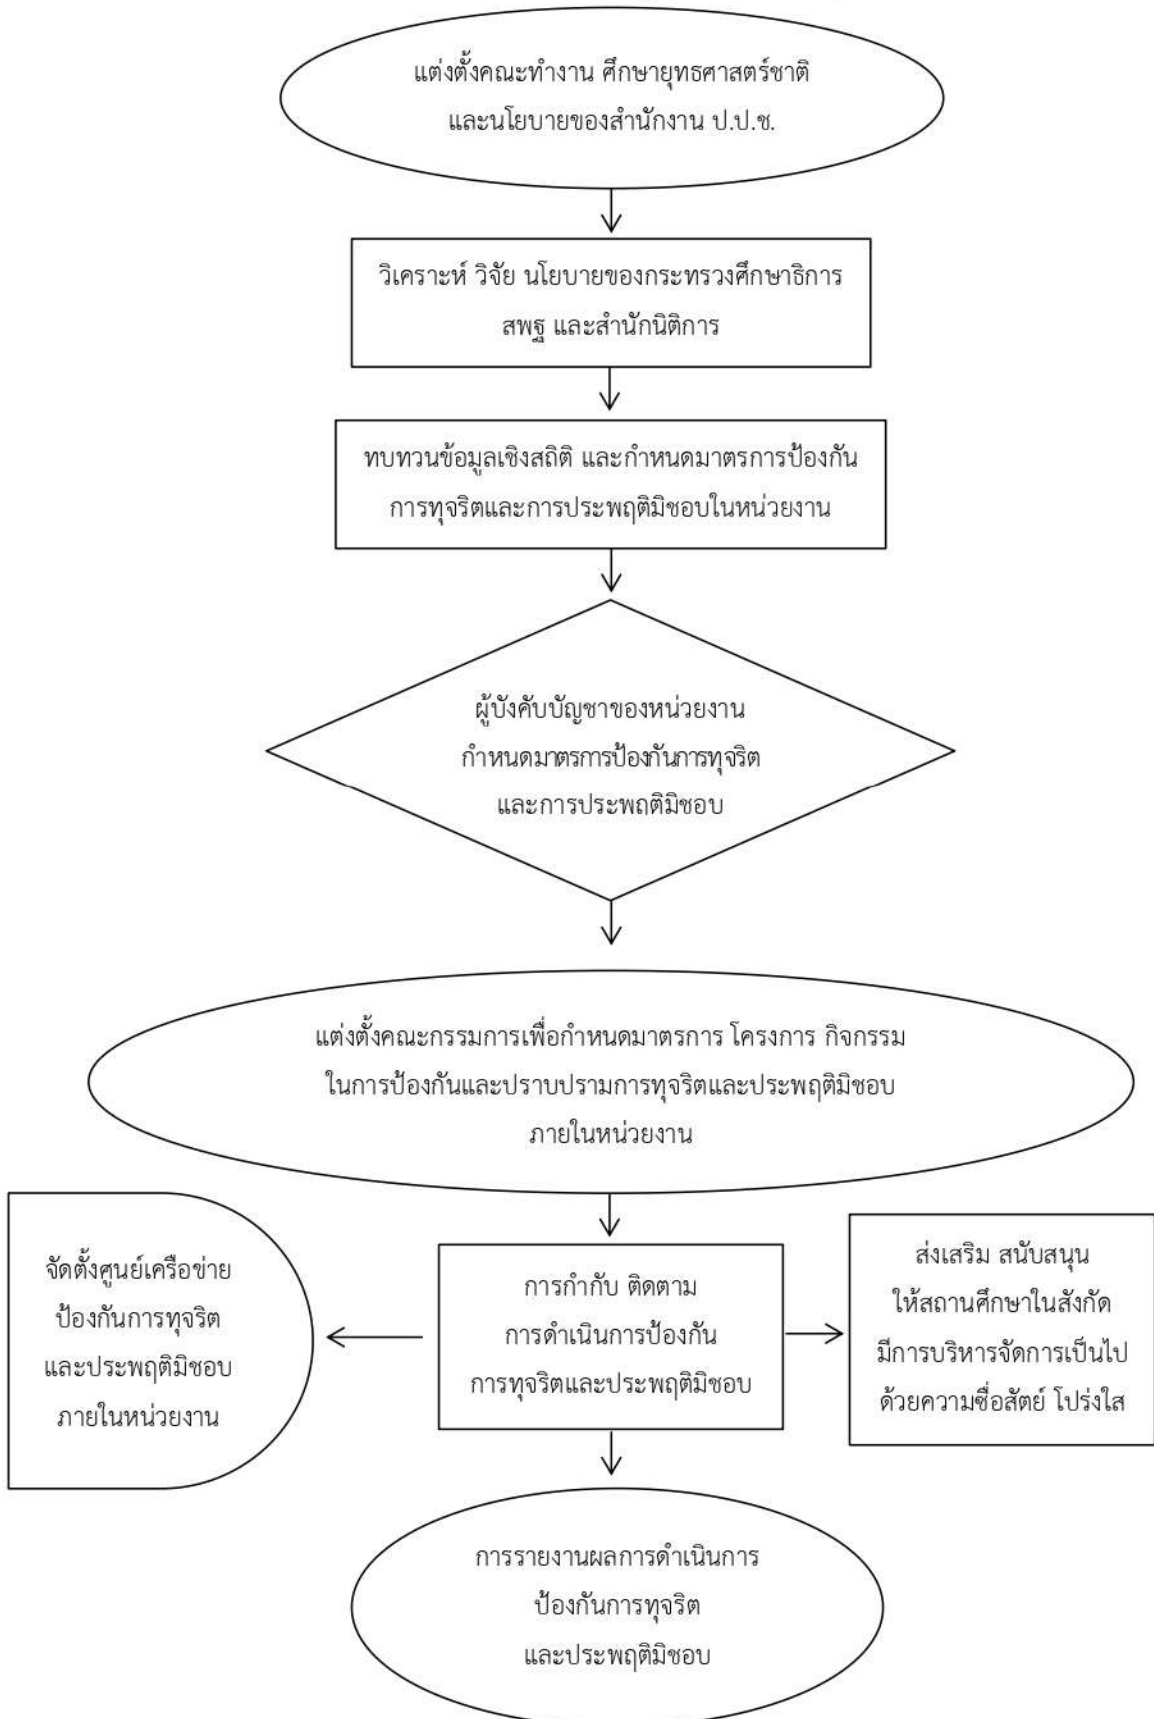 แต่งตั้งคณะทำงาน ศึกษายุทธศาสตร์ชาติ
และนโยบายของสำนักงาน ป.ป.ช.
วิเคราะห์ วิจัย นโยบายของกระทรวงศึกษาธิการ
สพฐ และสำนักนิติการ
ทบทวนข้อมูลเชิงสถิติ และกำหนดมาตรการป้องกัน
การทุจริตและการประพฤติมิชอบในหน่วยงาน
ผู้บังคับบัญชาของหน่วยงาน
กำหนดมาตรการป้องกันการทุจริต
และการประพฤติมิชอบ
แต่งตั้งคณะกรรมการเพื่อกำหนดมาตรการ โครงการ กิจกรรม
ในการป้องกันและปราบปรามการทุจริตและประพฤติมิชอบ
ภายในหน่วยงาน
จัดตั้งศูนย์เครือข่าย
ป้องกันการทุจริต
และประพฤติมิชอบ
ภายในหน่วยงาน
การกำกับ ติดตาม
การดำเนินการป้องกัน
การทุจริตและประพฤติมิชอบ
ส่งเสริม สนับสนุน
ให้สถานศึกษาในสังกัด
มีการบริหารจัดการเป็นไป
ด้วยความซื่อสัตย์ โปร่งใส
การรายงานผลการดำเนินการ
ป้องกันการทุจริต
และประพฤติมิชอบ